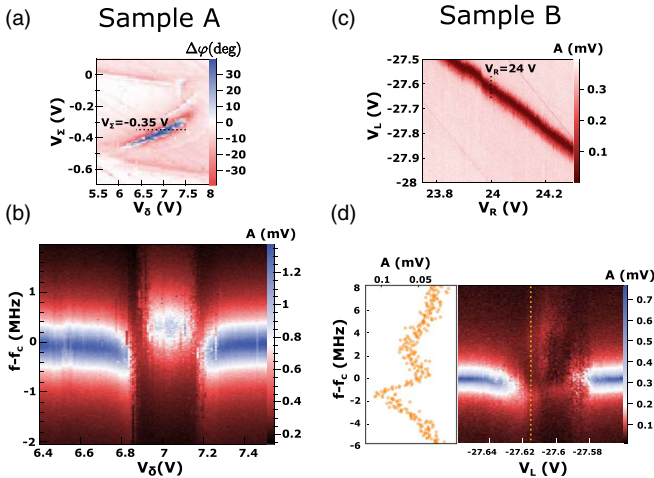 Sample A
Sample B
(a)
Δφ(deg)
30
20
10
0
−10
−20
−30
0
-0.2
-0.4
-0.6
V_Σ (V)
V_Σ=-0.35 V
5.5 6 6.5 7 7.5 8
V_δ (V)
(c)
A (mV)
0.3
0.2
0.1
-27.5
-27.6
-27.7
-27.8
-27.9
-28
V_L (V)
V_R=24 V
23.8 24 24.2
V_R (V)
(b)
A (mV)
1.2
1
0.8
0.6
0.4
0.2
1
0
-1
-2
f-f_c (MHz)
6.4 6.6 6.8 7 7.2 7.4
V_δ(V)
(d)
A (mV)
0.1 0.05
8
6
4
2
0
-2
-4
-6
f-f_c (MHz)
A (mV)
0.7
0.6
0.5
0.4
0.3
0.2
0.1
-27.64 -27.62 -27.6 -27.58
V_L (V)